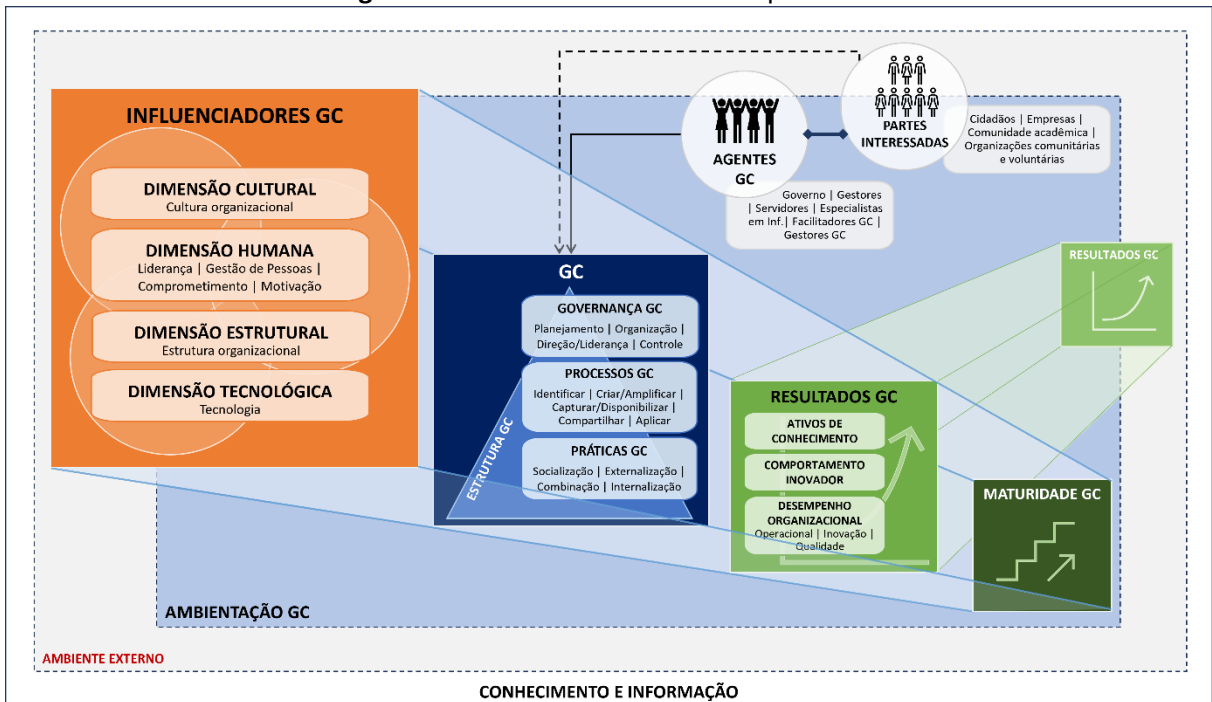 INFLUENCIADORES GC
DIMENSÃO CULTURAL
Cultura organizacional
DIMENSÃO HUMANA
Liderança | Gestão de Pessoas |
Comprometimento | Motivação
DIMENSÃO ESTRUTURAL
Estrutura organizacional
DIMENSÃO TECNOLÓGICA
Tecnologia
AGENTES
GC
Governo | Gestores
| Servidores | Especialistas
em Inf.| Facilitadores GC |
Gestores GC
PARTES
INTERESSADAS
Cidadãos | Empresas |
Comunidade acadêmica |
Organizações comunitárias
e voluntárias
GC
ESTRUTURA GC
GOVERNANÇA GC
Planejamento | Organização |
Direção/Liderança | Controle
PROCESSOS GC
Identificar | Criar/Amplificar |
Capturar/Disponibilizar |
Compartilhar | Aplicar
PRÁTICAS GC
Socialização | Externalização |
Combinação | Internalização
RESULTADOS GC
ATIVOS DE
CONHECIMENTO
COMPORTAMENTO
INOVADOR
DESEMPENHO
ORGANIZACIONAL
Operacional | Inovação |
Qualidade
RESULTADOS GC
MATURIDADE GC
AMBIENTAÇÃO GC
AMBIENTE EXTERNO
CONHECIMENTO E INFORMAÇÃO